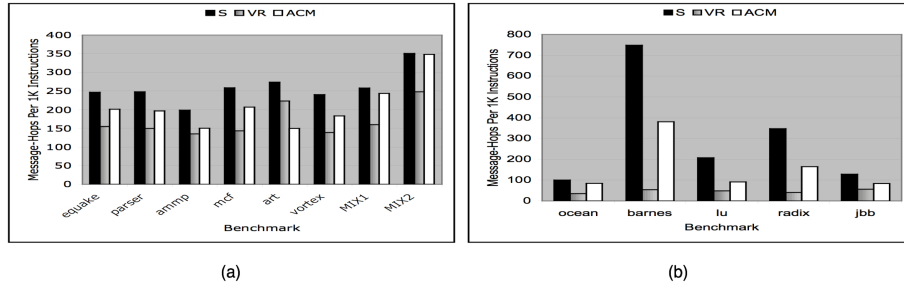 (a)
S VR ACM
Message-Hops Per 1K Instructions
400
350
300
250
200
150
100
50
0
equake parser ammp mcf art vortex MIX1 MIX2
Benchmark
(b)
S VR ACM
Message-Hops Per 1K Instructions
800
700
600
500
400
300
200
100
0
ocean barnes lu radix jbb
Benchmark
(a) (b)